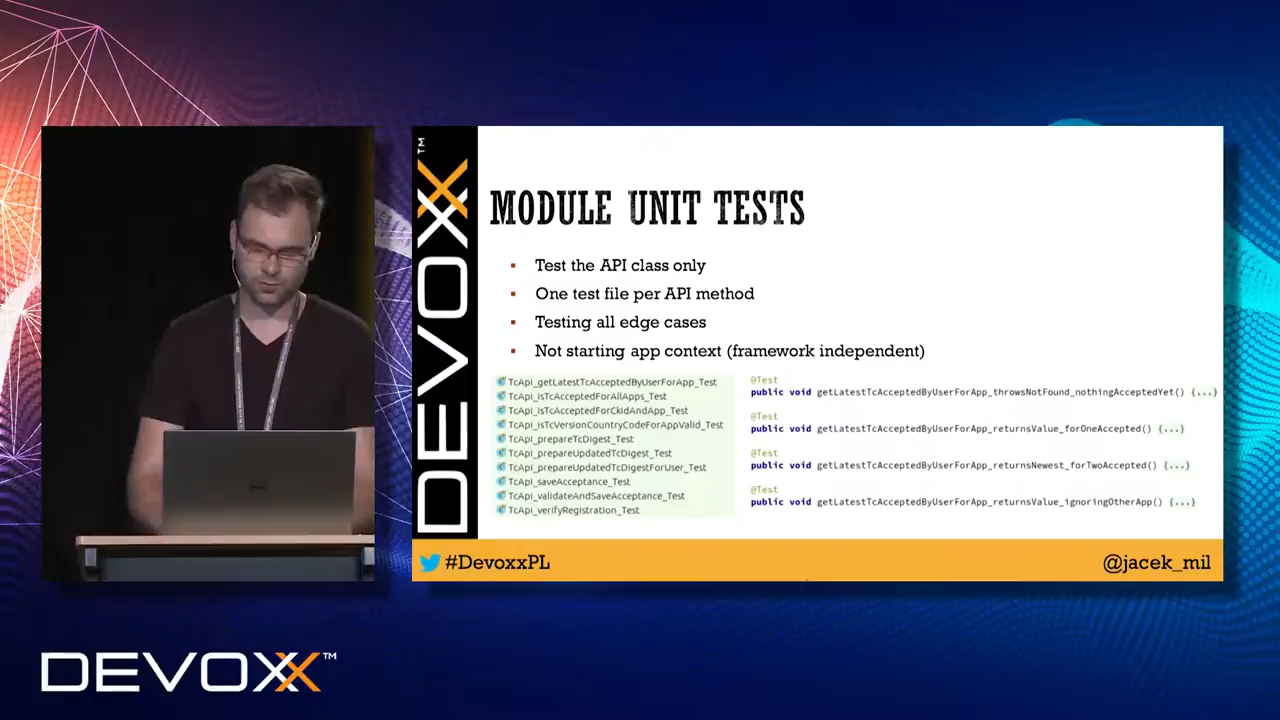 DEVOXX™
MODULE UNIT TESTS
▪ Test the API class only
▪ One test file per API method
▪ Testing all edge cases
▪ Not starting app context (framework independent)
TcApi_getLatestTcAcceptedByUserForApp_Test
TcApi_isTcAcceptedForAllApps_Test
TcApi_isTcAcceptedForCkidAndApp_Test
TcApi_isTcVersionCountryCodeForAppValid_Test
TcApi_prepareTcDigest_Test
TcApi_prepareUpdatedTcDigest_Test
TcApi_prepareUpdatedTcDigestForUser_Test
TcApi_saveAcceptance_Test
TcApi_validateAndSaveAcceptance_Test
TcApi_verifyRegistration_Test
@Test
public void getLatestTcAcceptedByUserForApp_throwsNotFound_nothingAcceptedYet() {...}
@Test
public void getLatestTcAcceptedByUserForApp_returnsValue_forOneAccepted() {...}
@Test
public void getLatestTcAcceptedByUserForApp_returnsNewest_forTwoAccepted() {...}
@Test
public void getLatestTcAcceptedByUserForApp_returnsValue_ignoringOtherApp() {...}
#DevoxxPL
@jacek_mil
DEVOXX™